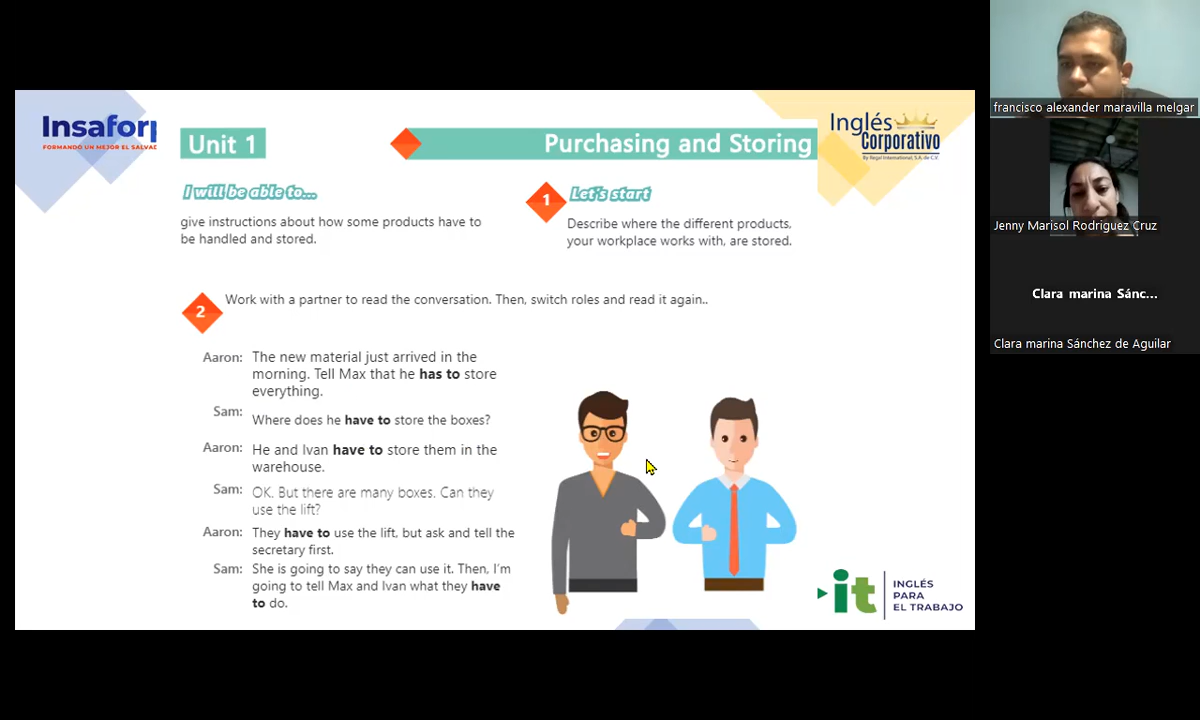 Insafor
FORMANDO UN MEJOR EL SALVAD
Unit 1
Purchasing and Storing
Inglés
Corporativo
By Regal International, S.A. de C.V.
I will be able to...
give instructions about how some products have to
be handled and stored.
1
Let's start
Describe where the different products,
your workplace works with, are stored.
2
Work with a partner to read the conversation. Then, switch roles and read it again..
Aaron: The new material just arrived in the
morning. Tell Max that he has to store
everything.
Sam: Where does he have to store the boxes?
Aaron: He and Ivan have to store them in the
warehouse.
Sam: OK. But there are many boxes. Can they
use the lift?
Aaron: They have to use the lift, but ask and tell the
secretary first.
Sam: She is going to say they can use it. Then, I'm
going to tell Max and Ivan what they have
to do.
it
INGLÉS
PARA
EL TRABAJO
francisco alexander maravilla melgar
Jenny Marisol Rodriguez Cruz
Clara marina Sánc...
Clara marina Sánchez de Aguilar